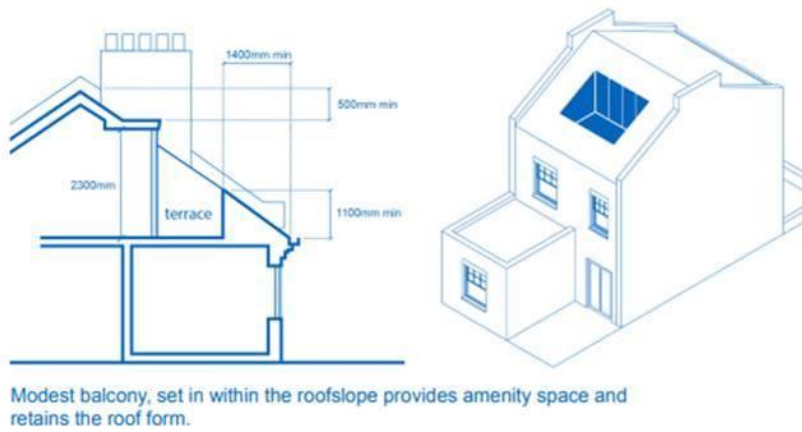 1400mm min
500mm min
2300mm
terrace
1100mm min
Modest balcony, set in within the roofslope provides amenity space and
retains the roof form.